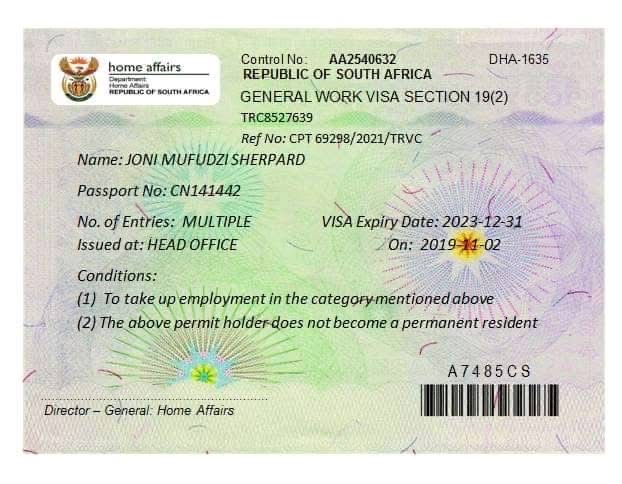 home affairs
Department:
Home Affairs
REPUBLIC OF SOUTH AFRICA
Control No: AA2540632 DHA-1635
REPUBLIC OF SOUTH AFRICA
GENERAL WORK VISA SECTION 19(2)
TRC8527639
Ref No: CPT 69298/2021/TRVC
Name: JONI MUFUDZI SHERPARD
Passport No: CN141442
No. of Entries: MULTIPLE VISA Expiry Date: 2023-12-31
Issued at: HEAD OFFICE On: 2019-11-02
Conditions:
(1) To take up employment in the category mentioned above
(2) The above permit holder does not become a permanent resident
A7485CS
Director – General: Home Affairs